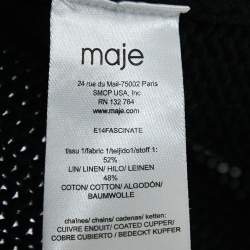 maje
24 rue du Mail-75002 Paris
SMCP USA, Inc
RN 132 764
www.maje.com
E14FASCINATE
tissu 1/fabric 1/tejido1/stoff 1:
52%
LIN/ LINEN/ HILO/ LEINEN
48%
COTON/ COTTON/ ALGODÓN/
BAUMWOLLE
chaînes/ chains/ cadenas/ ketten:
CUIVRE ENDUIT/ COATED CUPPER/
COBRE CUBIERTO / BEDECKT KUPFER